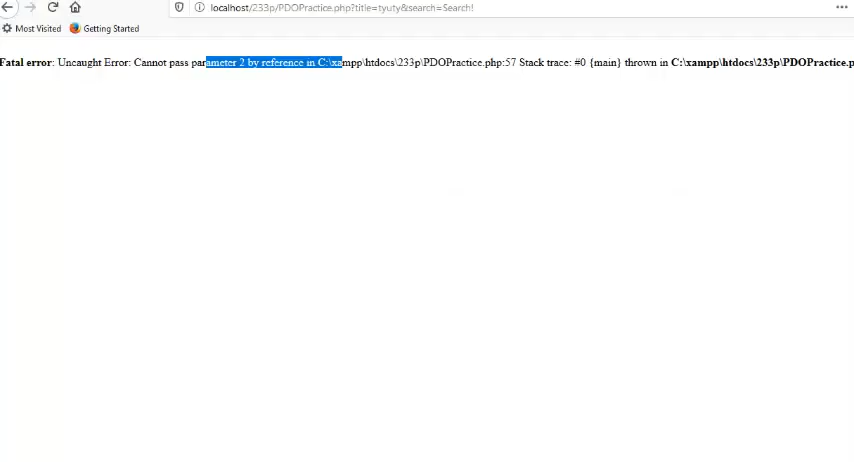 localhost/233p/PDOPractice.php?title=tyuty&search=Search!
Most Visited Getting Started
Fatal error: Uncaught Error: Cannot pass parameter 2 by reference in C:\xampp\htdocs\233p\PDOPractice.php:57 Stack trace: #0 {main} thrown in C:\xampp\htdocs\233p\PDOPractice.p